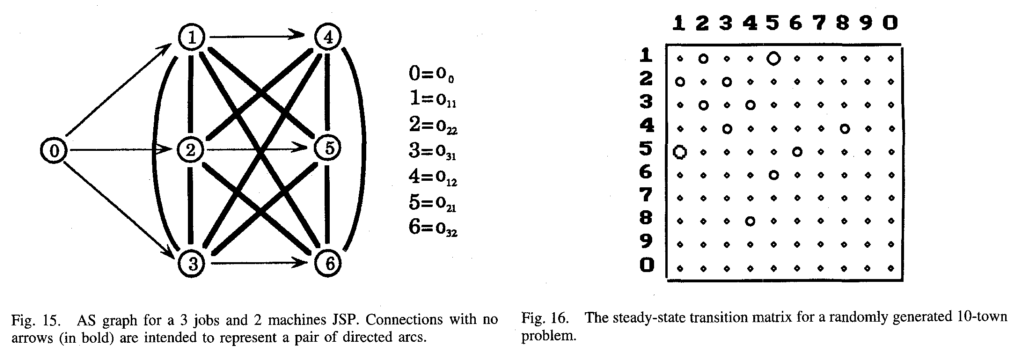 1 4
0 2 5
3 6
0=o₀
1=o₁₁
2=o₂₂
3=o₃₁
4=o₁₂
5=o₂₁
6=o₃₂
Fig. 15. AS graph for a 3 jobs and 2 machines JSP. Connections with no
arrows (in bold) are intended to represent a pair of directed arcs.
1 2 3 4 5 6 7 8 9 0
1
2
3
4
5
6
7
8
9
0
Fig. 16. The steady-state transition matrix for a randomly generated 10-town
problem.